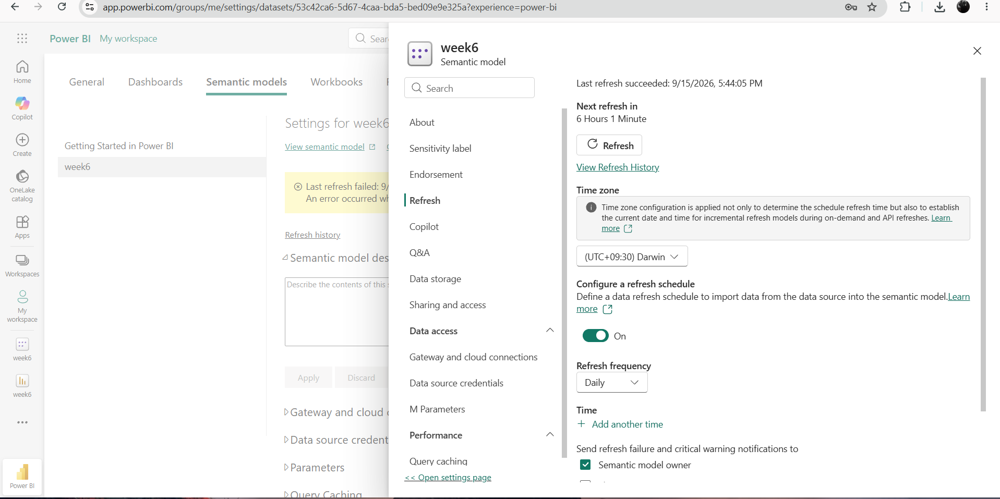 app.powerbi.com/groups/me/settings/datasets/53c42ca6-5d67-4caa-bda5-bed09e9e325a?experience=power-bi
Power BI My workspace
Home
Copilot
Create
OneLake
catalog
Apps
Workspaces
My
workspace
week6
week6
Power BI
General Dashboards Semantic models Workbooks
Getting Started in Power BI
week6
Settings for week6
View semantic model
Last refresh failed: 9/
An error occurred wh
Refresh history
Semantic model des
Describe the contents of this s
Apply Discard
Gateway and cloud c
Data source credent
Parameters
Query Caching
week6
Semantic model
Search
About
Sensitivity label
Endorsement
Refresh
Copilot
Q&A
Data storage
Sharing and access
Data access
Gateway and cloud connections
Data source credentials
M Parameters
Performance
Query caching
<< Open settings page
Last refresh succeeded: 9/15/2026, 5:44:05 PM
Next refresh in
6 Hours 1 Minute
Refresh
View Refresh History
Time zone
Time zone configuration is applied not only to determine the schedule refresh time but also to establish
the current date and time for incremental refresh models during on-demand and API refreshes. Learn
more
(UTC+09:30) Darwin
Configure a refresh schedule
Define a data refresh schedule to import data from the data source into the semantic model.Learn
more
On
Refresh frequency
Daily
Time
+ Add another time
Send refresh failure and critical warning notifications to
Semantic model owner